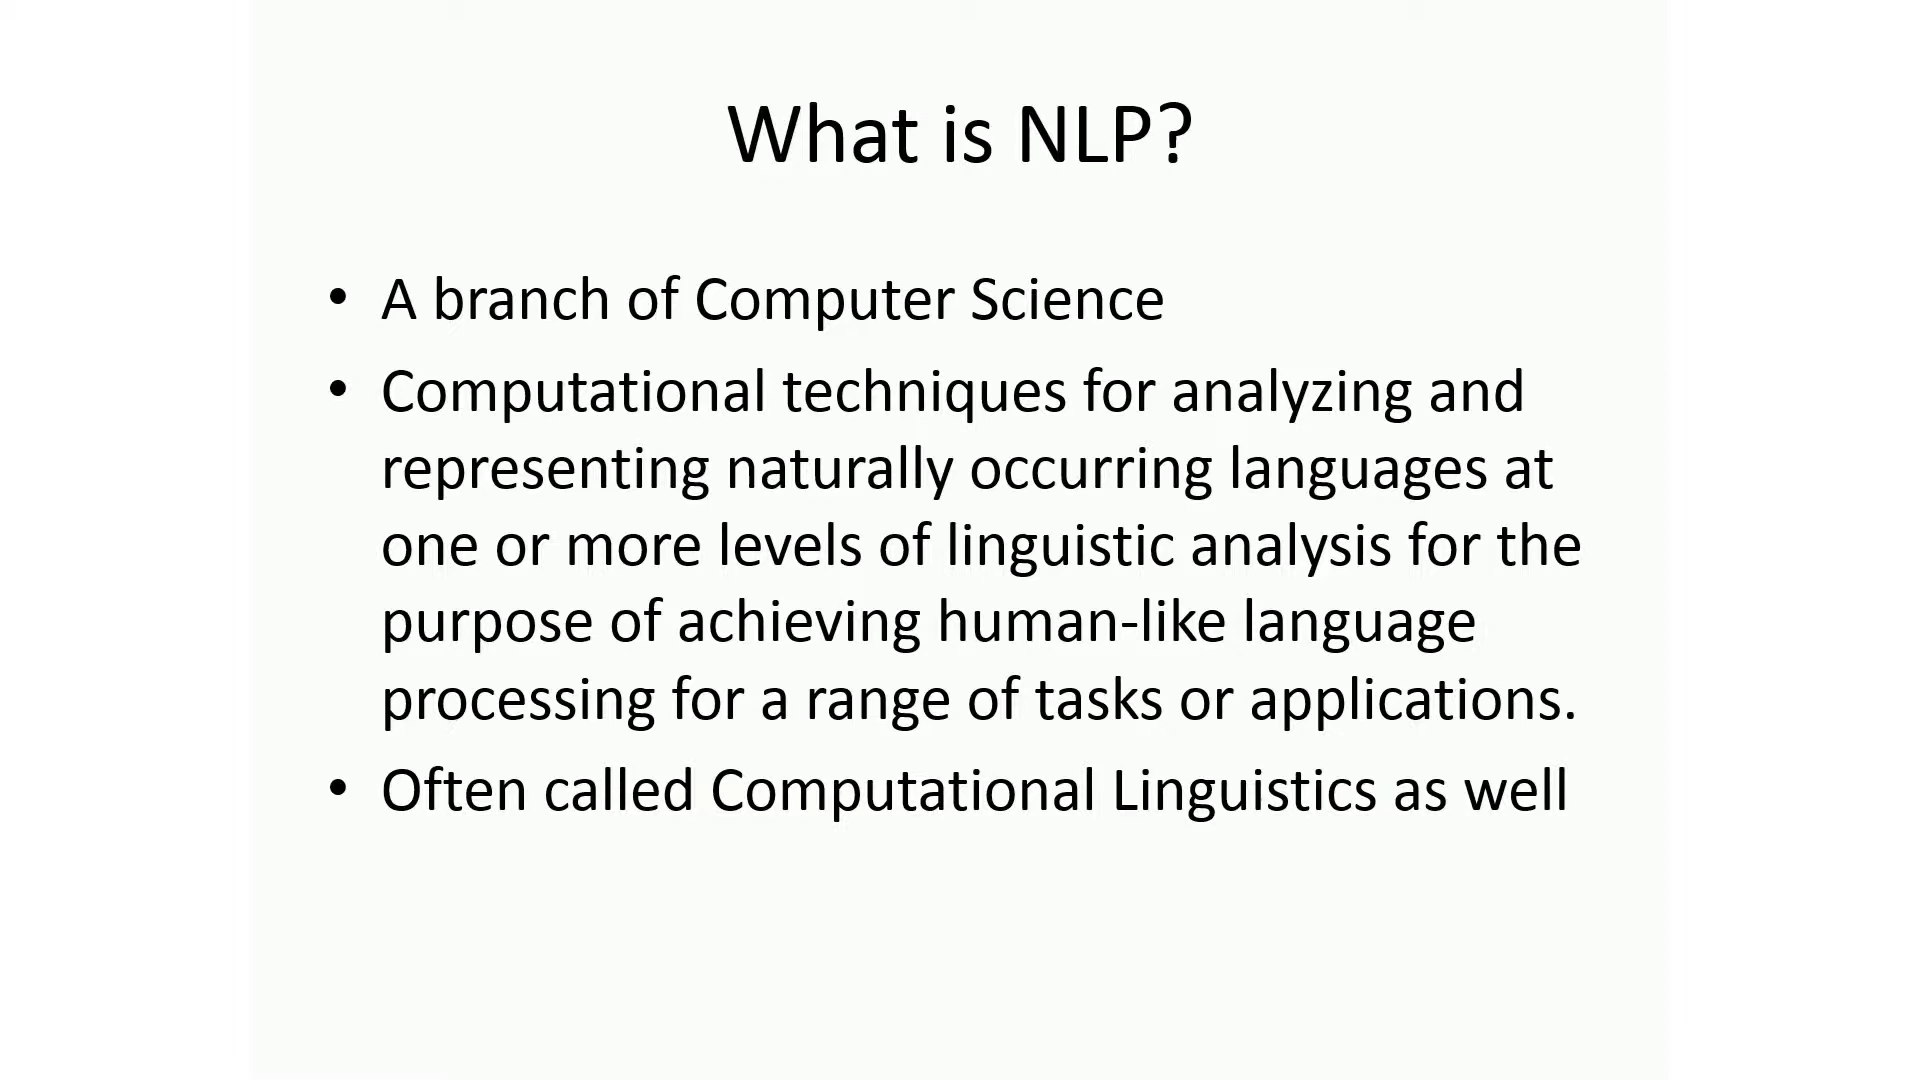 What is NLP?
• A branch of Computer Science
• Computational techniques for analyzing and
representing naturally occurring languages at
one or more levels of linguistic analysis for the
purpose of achieving human-like language
processing for a range of tasks or applications.
• Often called Computational Linguistics as well